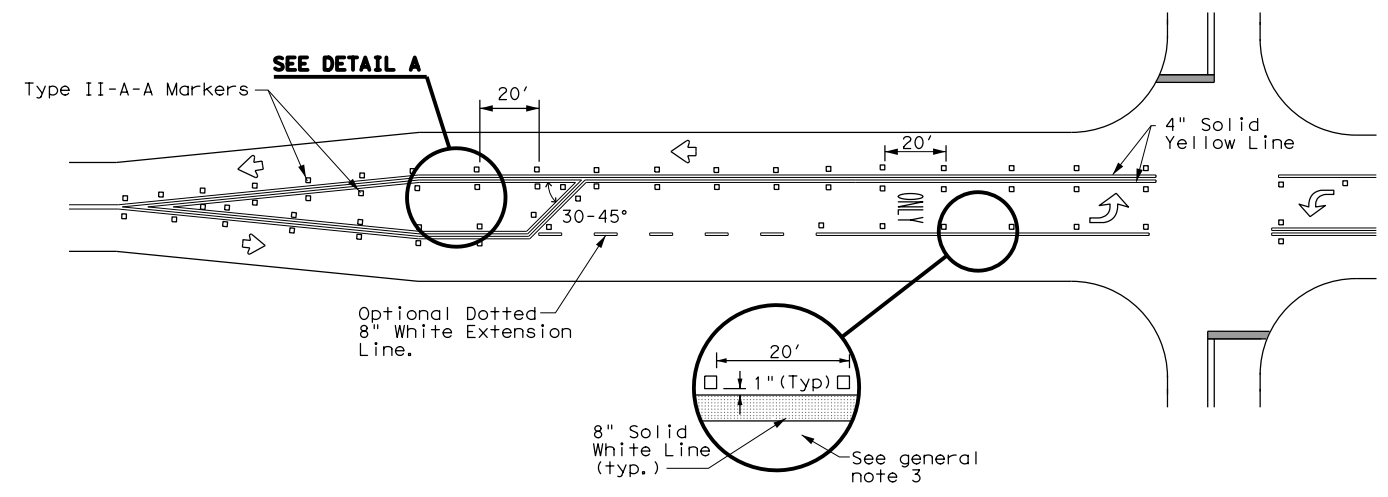 SEE DETAIL A
Type II-A-A Markers
20'
20'
4" Solid
Yellow Line
ONLY
30-45°
Optional Dotted
8" White Extension
Line.
20'
1"(Typ)
8" Solid
White Line
(typ.)
See general
note 3